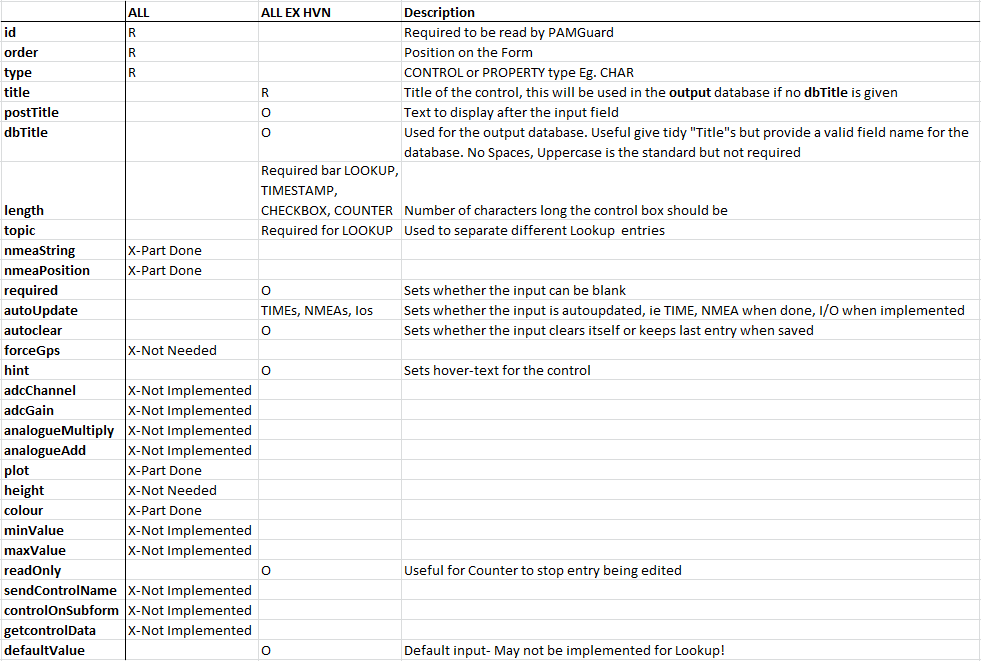 ALL ALL EX HVN Description
id R Required to be read by PAMGuard
order R Position on the Form
type R CONTROL or PROPERTY type Eg. CHAR
title R Title of the control, this will be used in the output database if no dbTitle is given
postTitle O Text to display after the input field
dbTitle O Used for the output database. Useful give tidy "Title"s but provide a valid field name for the
database. No Spaces, Uppercase is the standard but not required
Required bar LOOKUP,
TIMESTAMP,
length CHECKBOX, COUNTER Number of characters long the control box should be
topic Required for LOOKUP Used to separate different Lookup entries
nmeaString X-Part Done
nmeaPosition X-Part Done
required O Sets whether the input can be blank
autoUpdate TIMEs, NMEAs, Ios Sets whether the input is autoupdated, ie TIME, NMEA when done, I/O when implemented
autoclear O Sets whether the input clears itself or keeps last entry when saved
forceGps X-Not Needed
hint O Sets hover-text for the control
adcChannel X-Not Implemented
adcGain X-Not Implemented
analogueMultiply X-Not Implemented
analogueAdd X-Not Implemented
plot X-Part Done
height X-Not Needed
colour X-Part Done
minValue X-Not Implemented
maxValue X-Not Implemented
readOnly O Useful for Counter to stop entry being edited
sendControlName X-Not Implemented
controlOnSubform X-Not Implemented
getcontrolData X-Not Implemented
defaultValue O Default input- May not be implemented for Lookup!